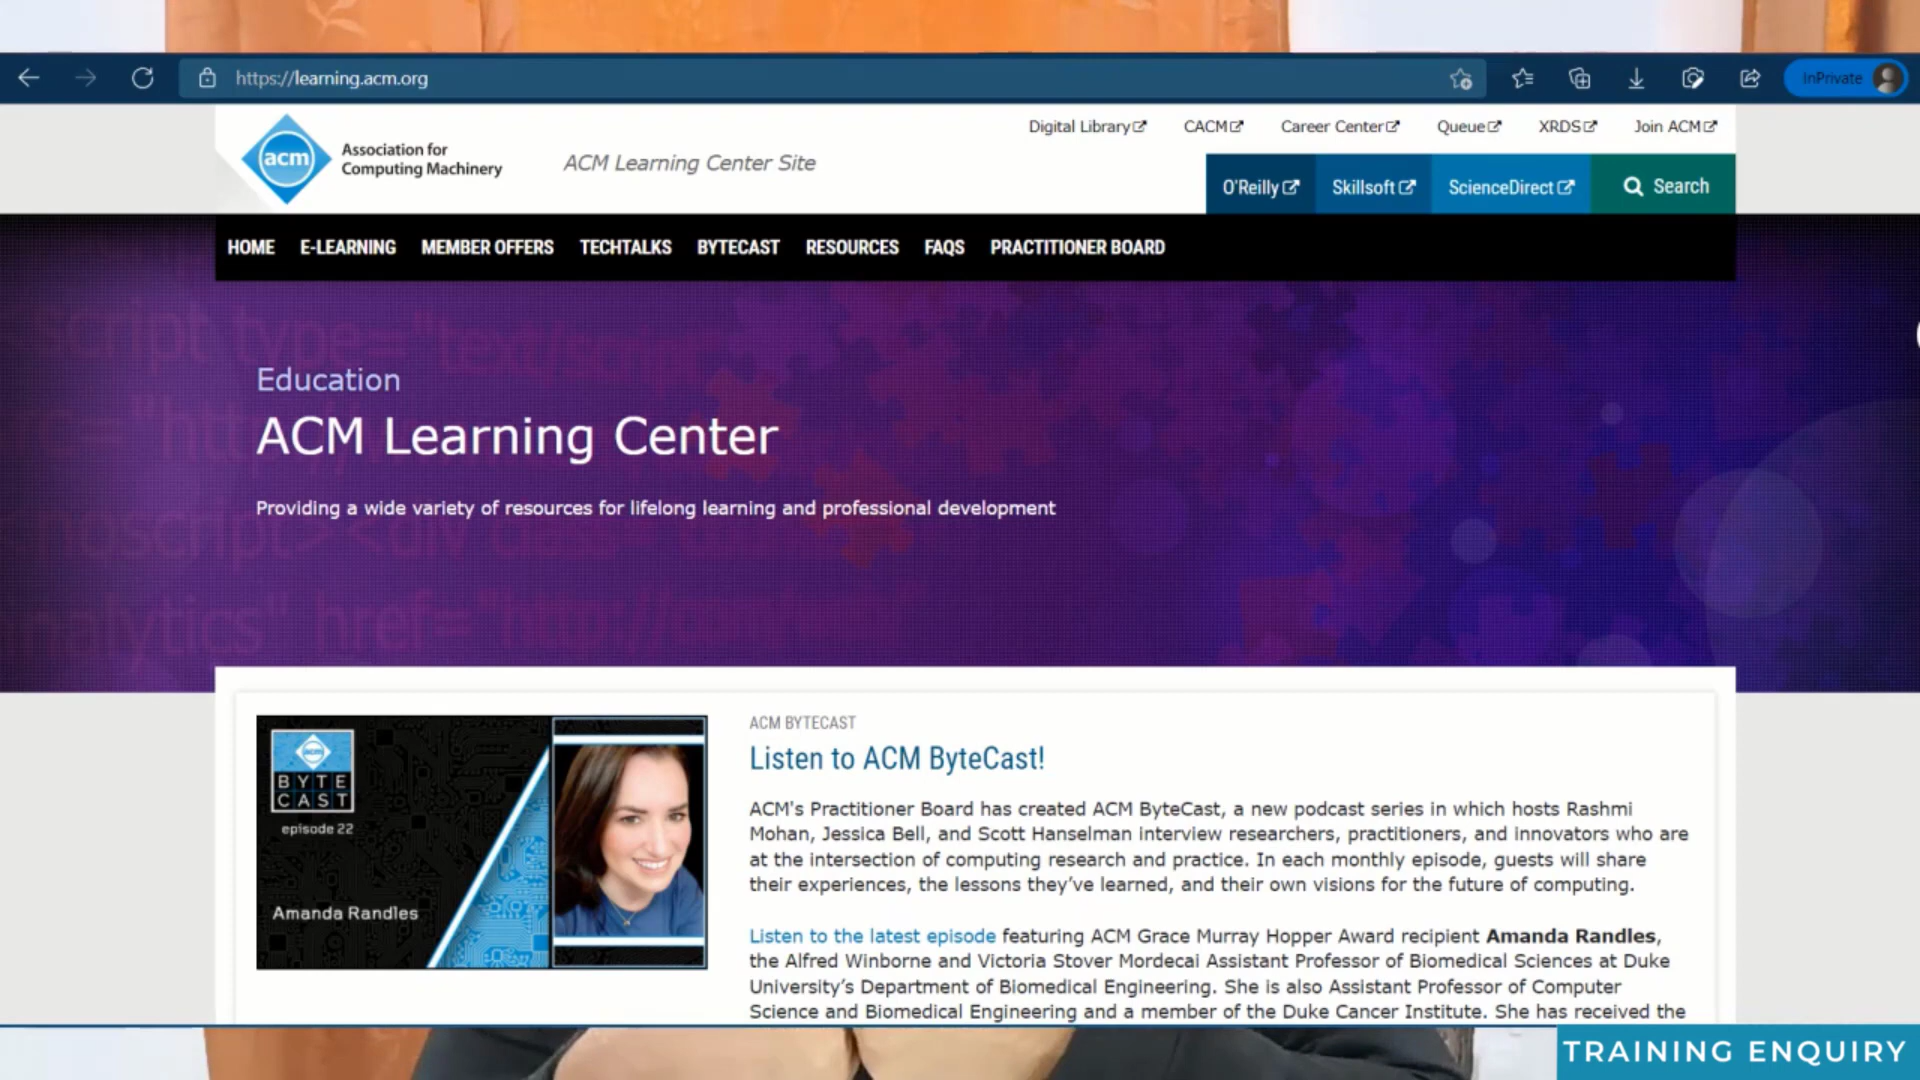 https://learning.acm.org
InPrivate
Digital Library CACM Career Center Queue XRDS Join ACM
acm
Association for
Computing Machinery
ACM Learning Center Site
O'Reilly Skillsoft ScienceDirect Search
HOME E-LEARNING MEMBER OFFERS TECHTALKS BYTECAST RESOURCES FAQS PRACTITIONER BOARD
Education
ACM Learning Center
Providing a wide variety of resources for lifelong learning and professional development
acm
BYTE
CAST
episode 22
Amanda Randles
ACM BYTECAST
Listen to ACM ByteCast!
ACM's Practitioner Board has created ACM ByteCast, a new podcast series in which hosts Rashmi
Mohan, Jessica Bell, and Scott Hanselman interview researchers, practitioners, and innovators who are
at the intersection of computing research and practice. In each monthly episode, guests will share
their experiences, the lessons they’ve learned, and their own visions for the future of computing.
Listen to the latest episode featuring ACM Grace Murray Hopper Award recipient Amanda Randles,
the Alfred Winborne and Victoria Stover Mordecai Assistant Professor of Biomedical Sciences at Duke
University’s Department of Biomedical Engineering. She is also Assistant Professor of Computer
Science and Biomedical Engineering and a member of the Duke Cancer Institute. She has received the
TRAINING ENQUIRY